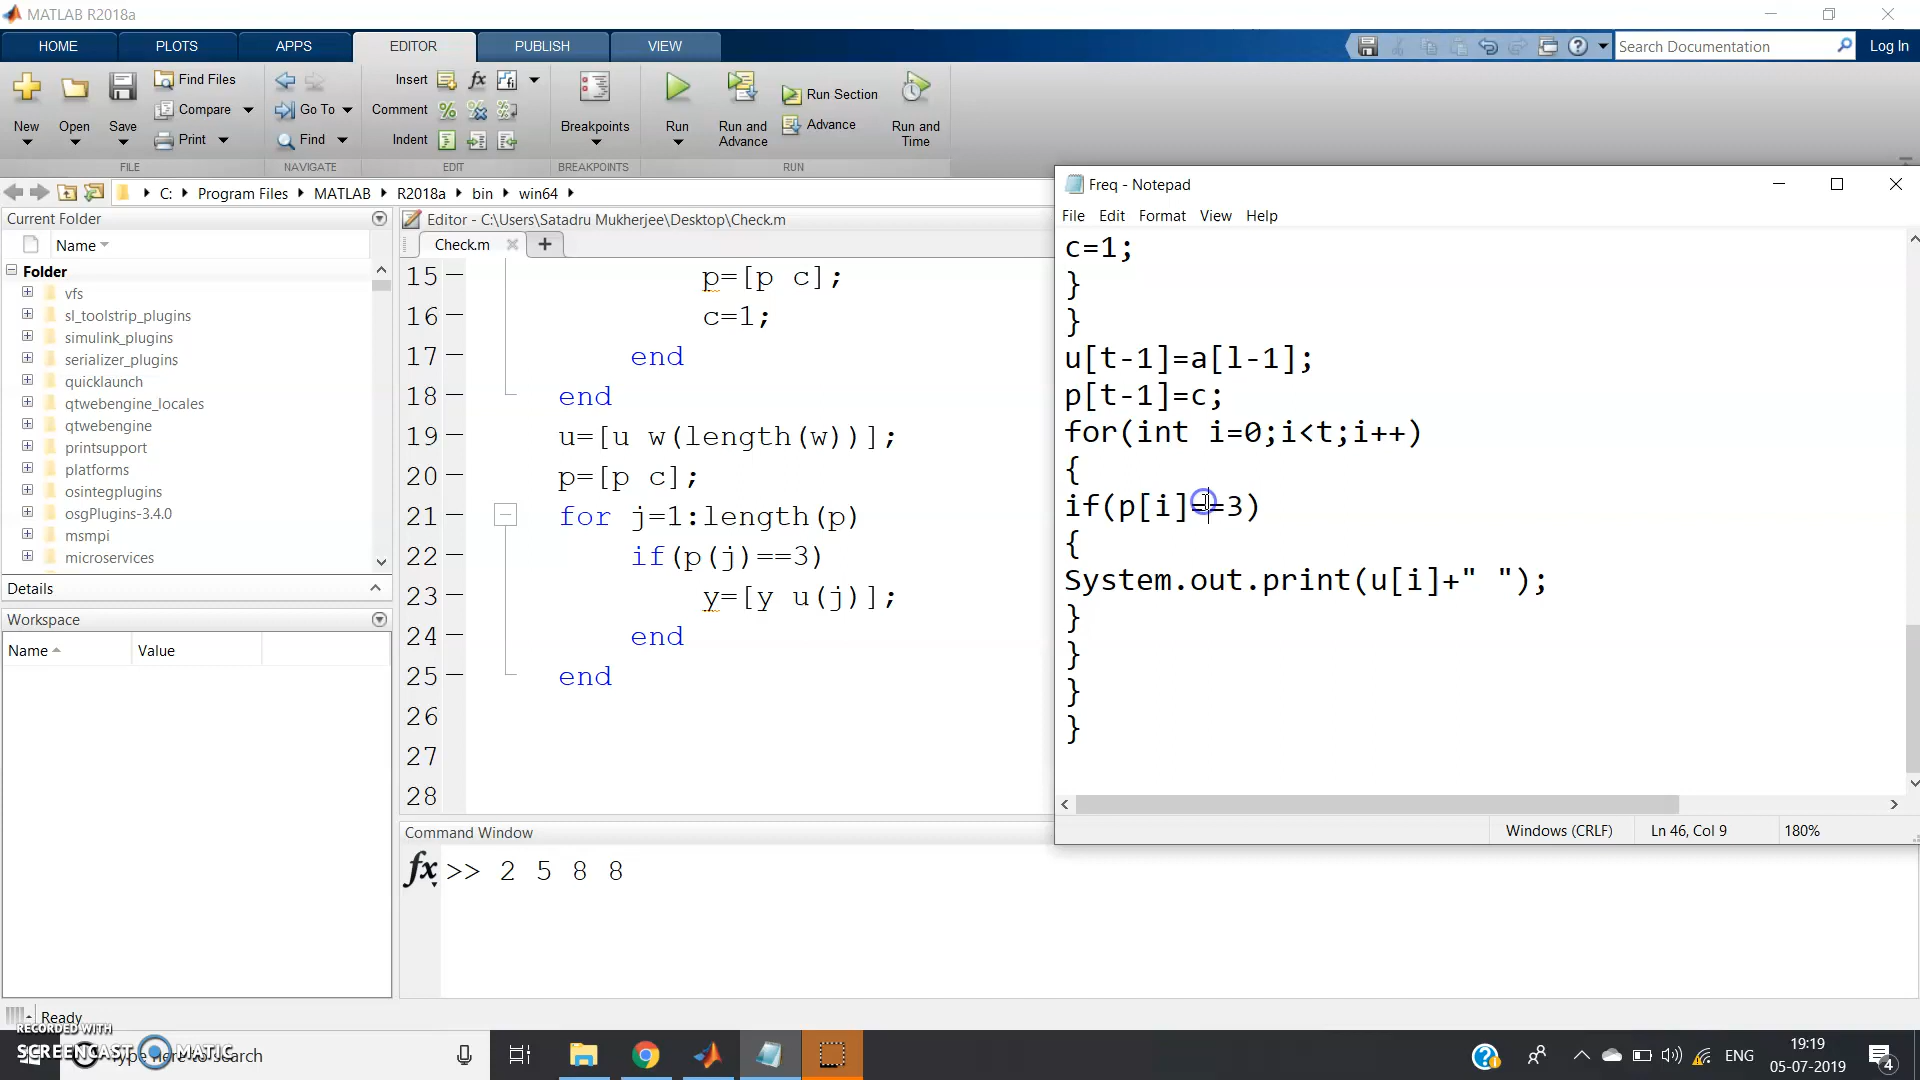 MATLAB R2018a
HOME PLOTS APPS EDITOR PUBLISH VIEW
Search Documentation Log In
New Open Save Find Files Compare Print
Go To Find
Insert fx Comment Indent
Breakpoints Run Run and Advance Run Section Advance Run and Time
FILE NAVIGATE EDIT BREAKPOINTS RUN
C: Program Files MATLAB R2018a bin win64
Current Folder
Name
Folder
vfs
sl_toolstrip_plugins
simulink_plugins
serializer_plugins
quicklaunch
qtwebengine_locales
qtwebengine
printsupport
platforms
osintegplugins
osgPlugins-3.4.0
msmpi
microservices
Details
Workspace
Name Value
Editor - C:\Users\Satadru Mukherjee\Desktop\Check.m
Check.m
15 p=[p c];
16 c=1;
17 end
18 end
19 u=[u w(length(w))];
20 p=[p c];
21 for j=1:length(p)
22 if(p(j)==3)
23 y=[y u(j)];
24 end
25 end
26
27
28
Command Window
fx >> 2 5 8 8
Freq - Notepad
File Edit Format View Help
c=1;
}
}
u[t-1]=a[l-1];
p[t-1]=c;
for(int i=0;i<t;i++)
{
if(p[i]==3)
{
System.out.print(u[i]+" ");
}
}
}
}
Windows (CRLF) Ln 46, Col 9 180%
Ready
RECORDED WITH
SCREENCAST MATIC
Type here to search
ENG
19:19
05-07-2019
4